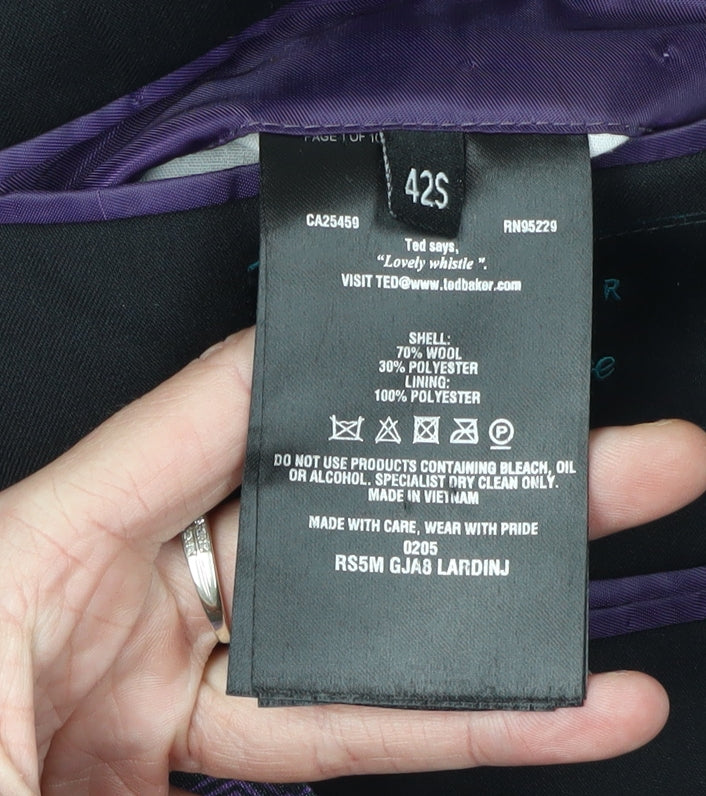 PAGE 1 OF 10
42S
CA25459 RN95229
Ted says,
“Lovely whistle ”.
VISIT TED@www.tedbaker.com
SHELL:
70% WOOL
30% POLYESTER
LINING:
100% POLYESTER
P
DO NOT USE PRODUCTS CONTAINING BLEACH, OIL
OR ALCOHOL. SPECIALIST DRY CLEAN ONLY.
MADE IN VIETNAM
MADE WITH CARE, WEAR WITH PRIDE
0205
RS5M GJA8 LARDINJ
R
e